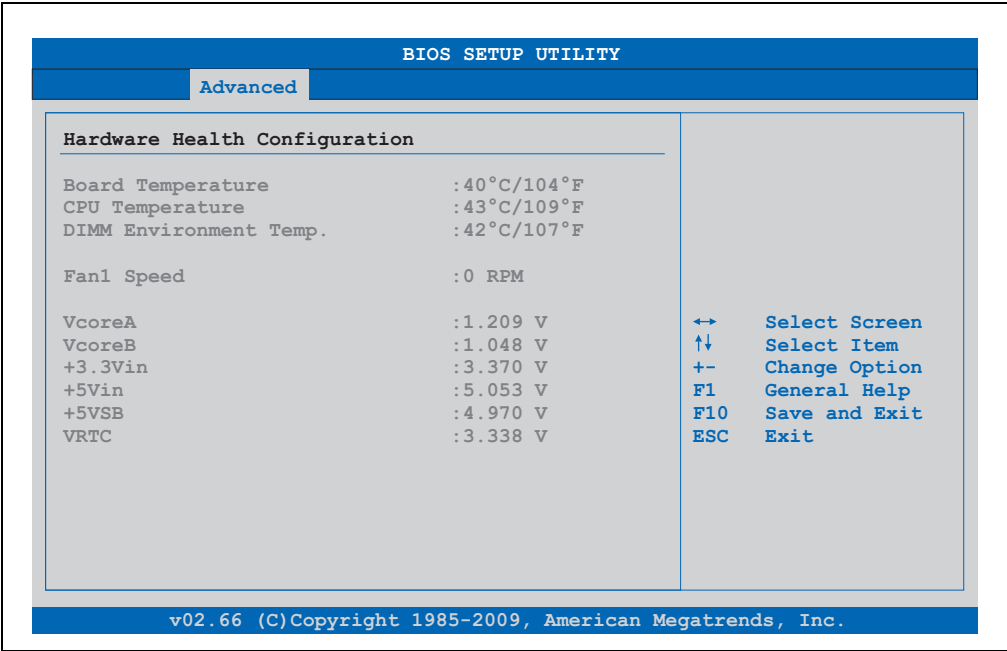 BIOS SETUP UTILITY
Advanced
Hardware Health Configuration
Board Temperature :40°C/104°F
CPU Temperature :43°C/109°F
DIMM Environment Temp. :42°C/107°F
Fan1 Speed :0 RPM
VcoreA :1.209 V
VcoreB :1.048 V
+3.3Vin :3.370 V
+5Vin :5.053 V
+5VSB :4.970 V
VRTC :3.338 V
↔ Select Screen
↑↓ Select Item
+- Change Option
F1 General Help
F10 Save and Exit
ESC Exit
v02.66 (C)Copyright 1985-2009, American Megatrends, Inc.